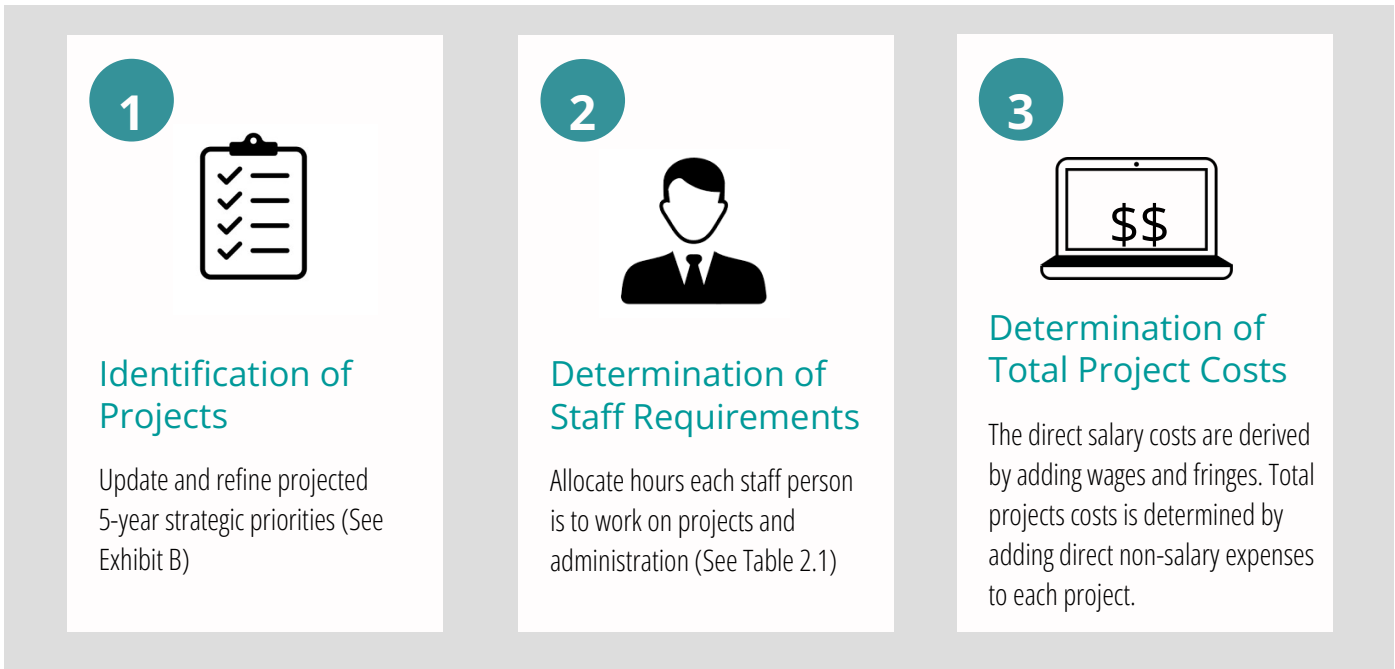 1
Identification of
Projects
Update and refine projected
5-year strategic priorities (See
Exhibit B)
2
Determination of
Staff Requirements
Allocate hours each staff person
is to work on projects and
administration (See Table 2.1)
3
$$
Determination of
Total Project Costs
The direct salary costs are derived
by adding wages and fringes. Total
projects costs is determined by
adding direct non-salary expenses
to each project.